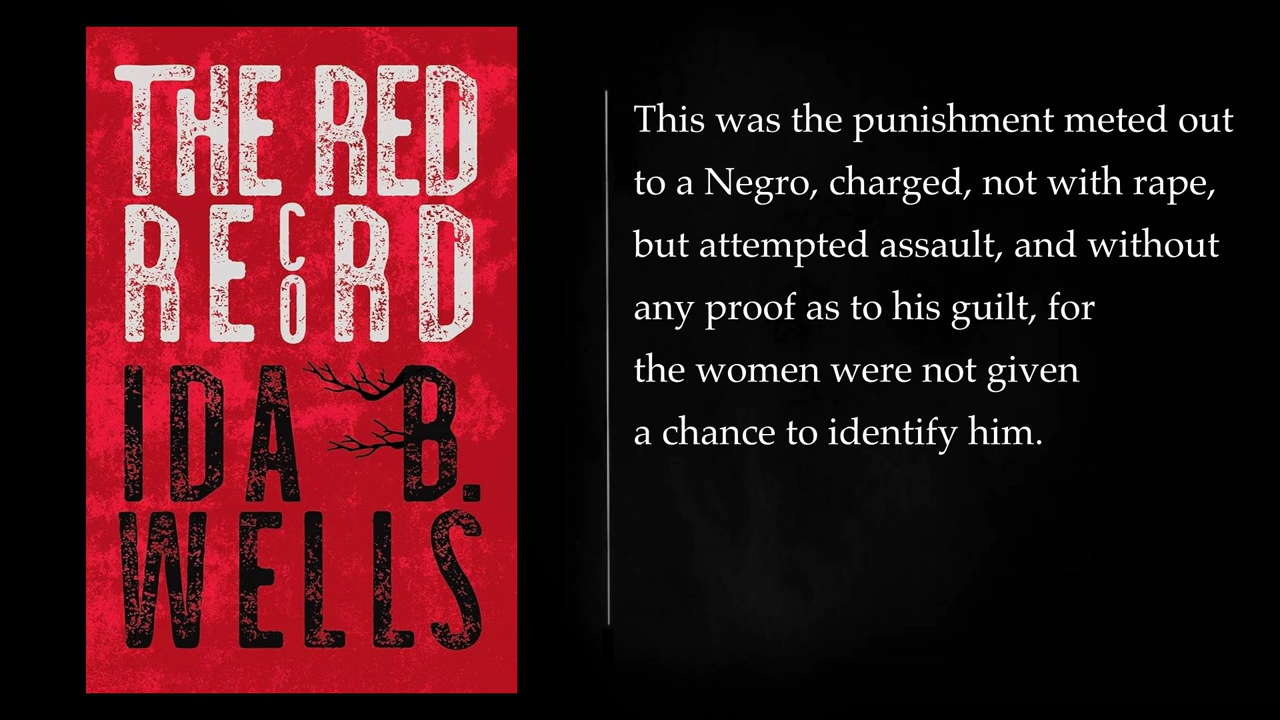 THE RED
RECORD
IDA B.
WELLS
This was the punishment meted out
to a Negro, charged, not with rape,
but attempted assault, and without
any proof as to his guilt, for
the women were not given
a chance to identify him.